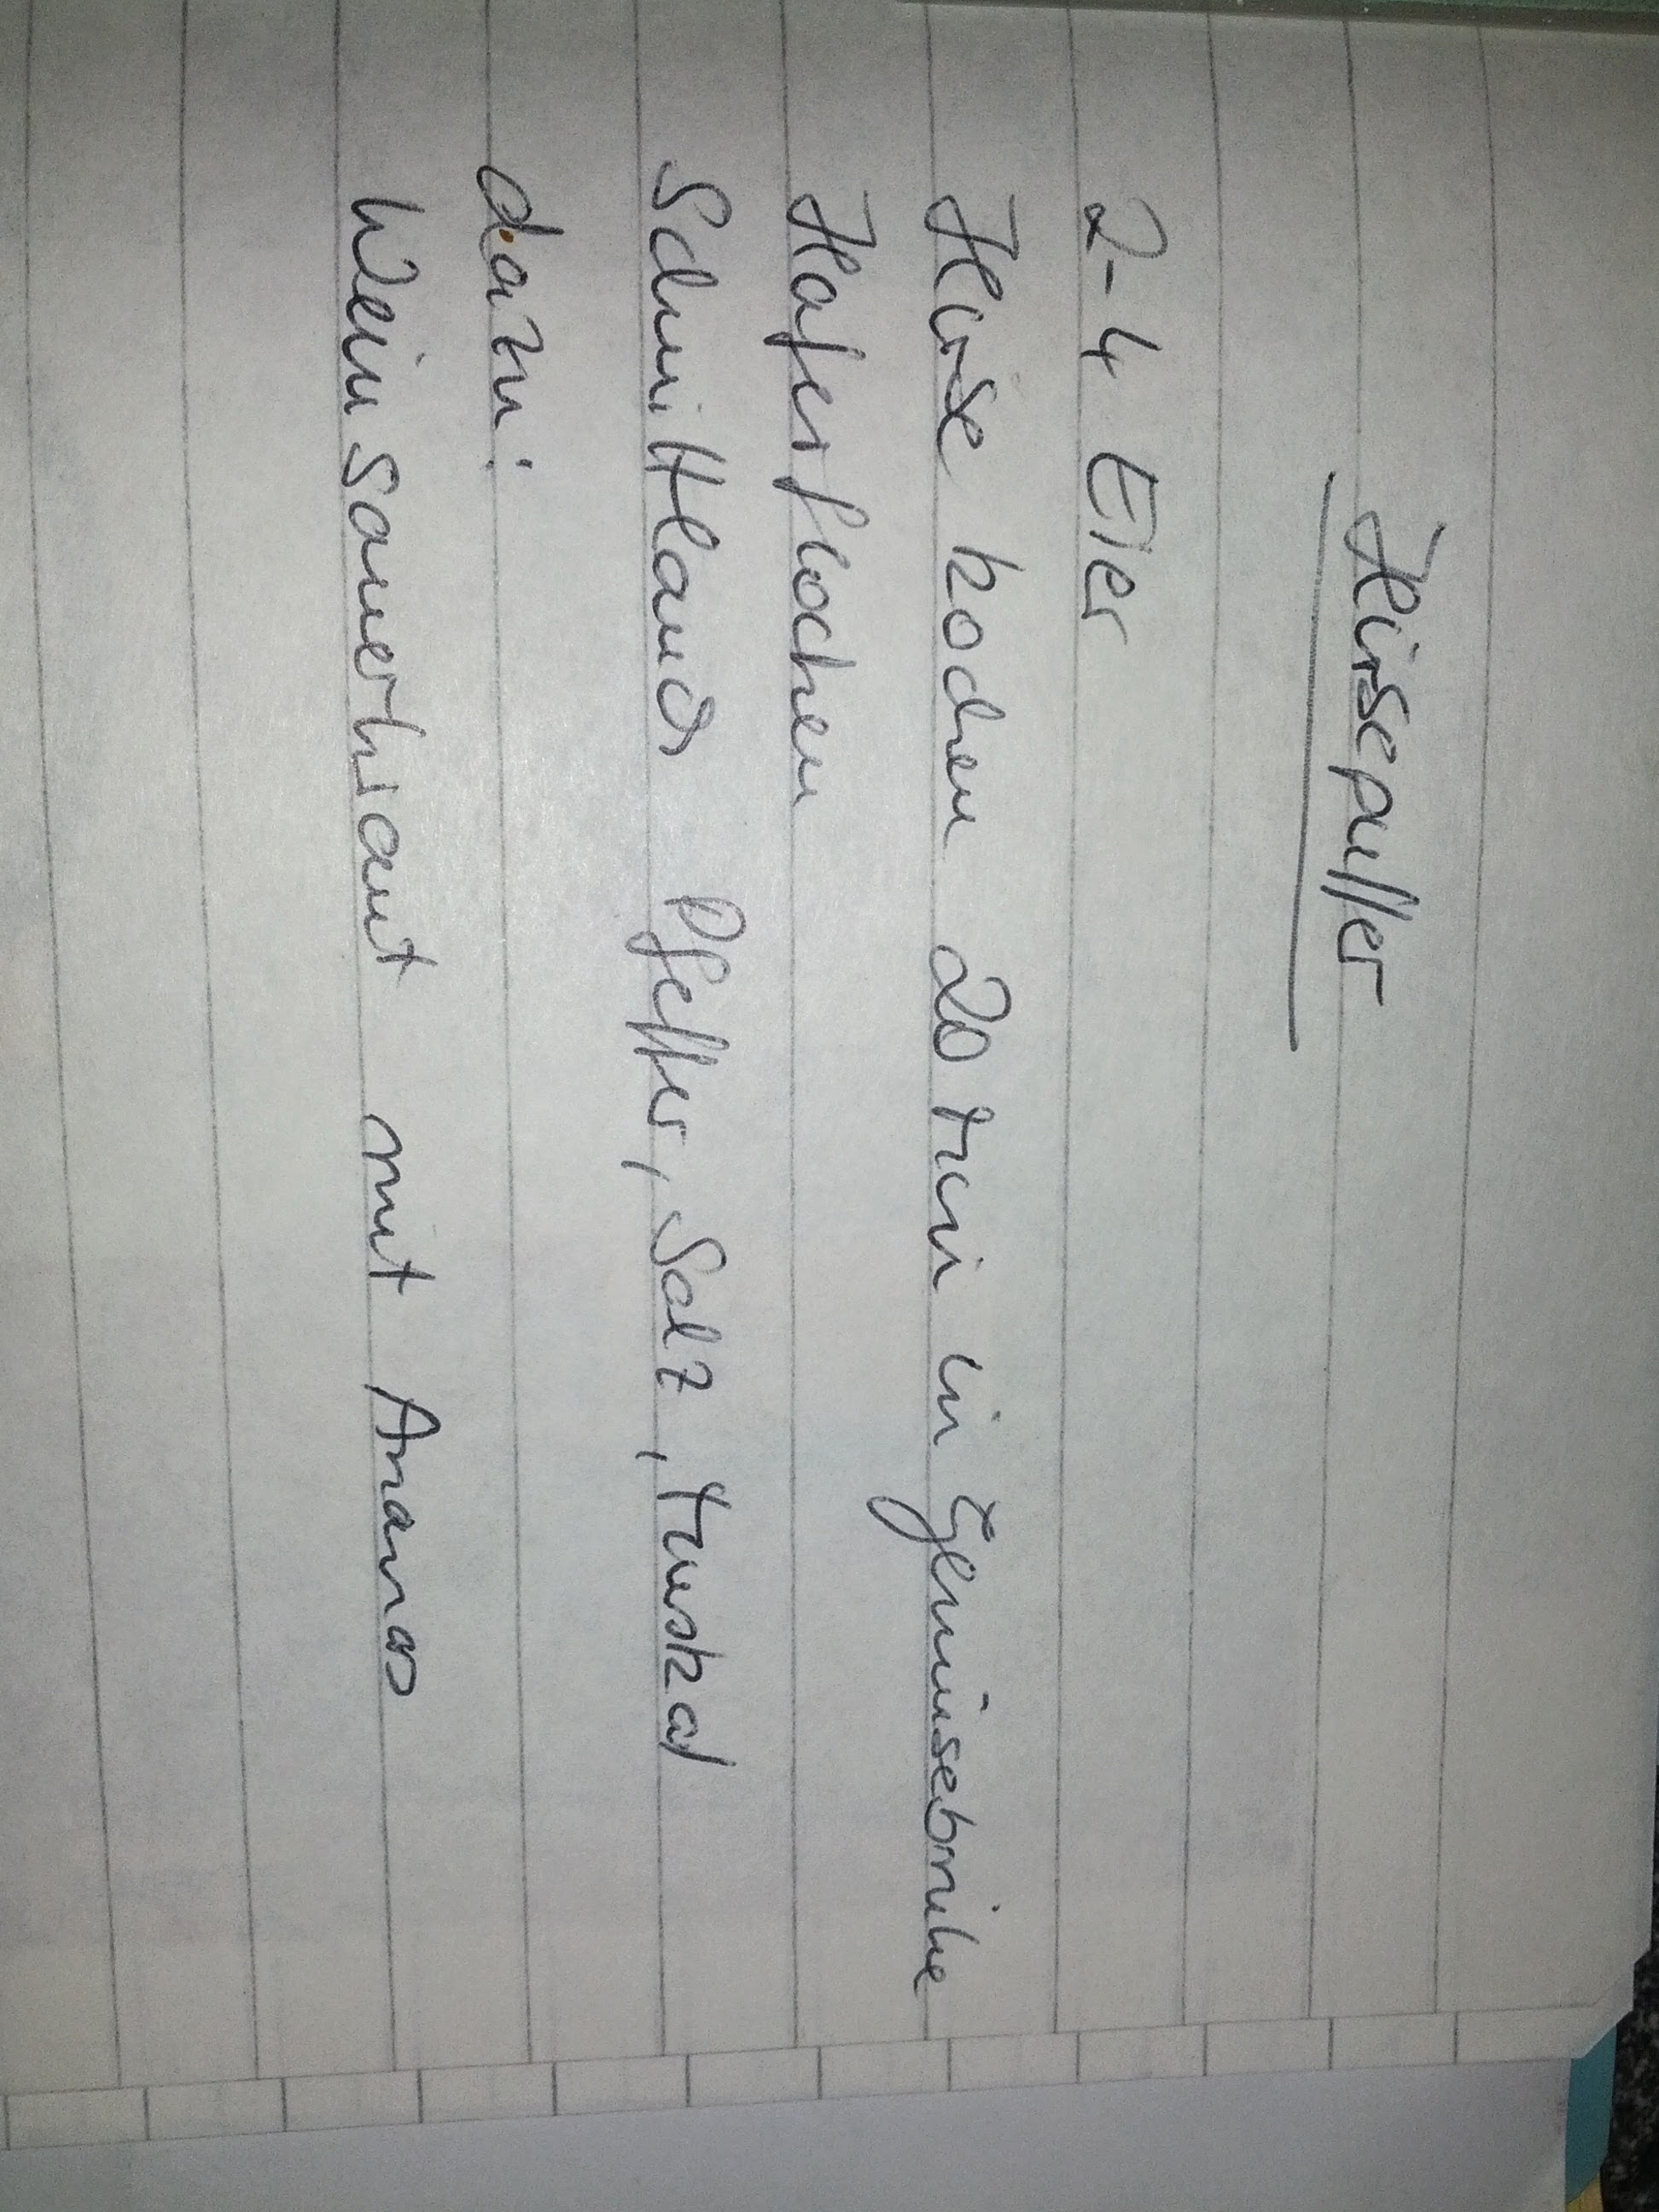 Hirsepuffer
2-4 Eier
Hirse kochen 20 Min in Gemüsebrühe
Haferflocken
Schnittlauch Pfeffer, Salz, Muskat
dazu:
Weinsauerkraut mit Ananas